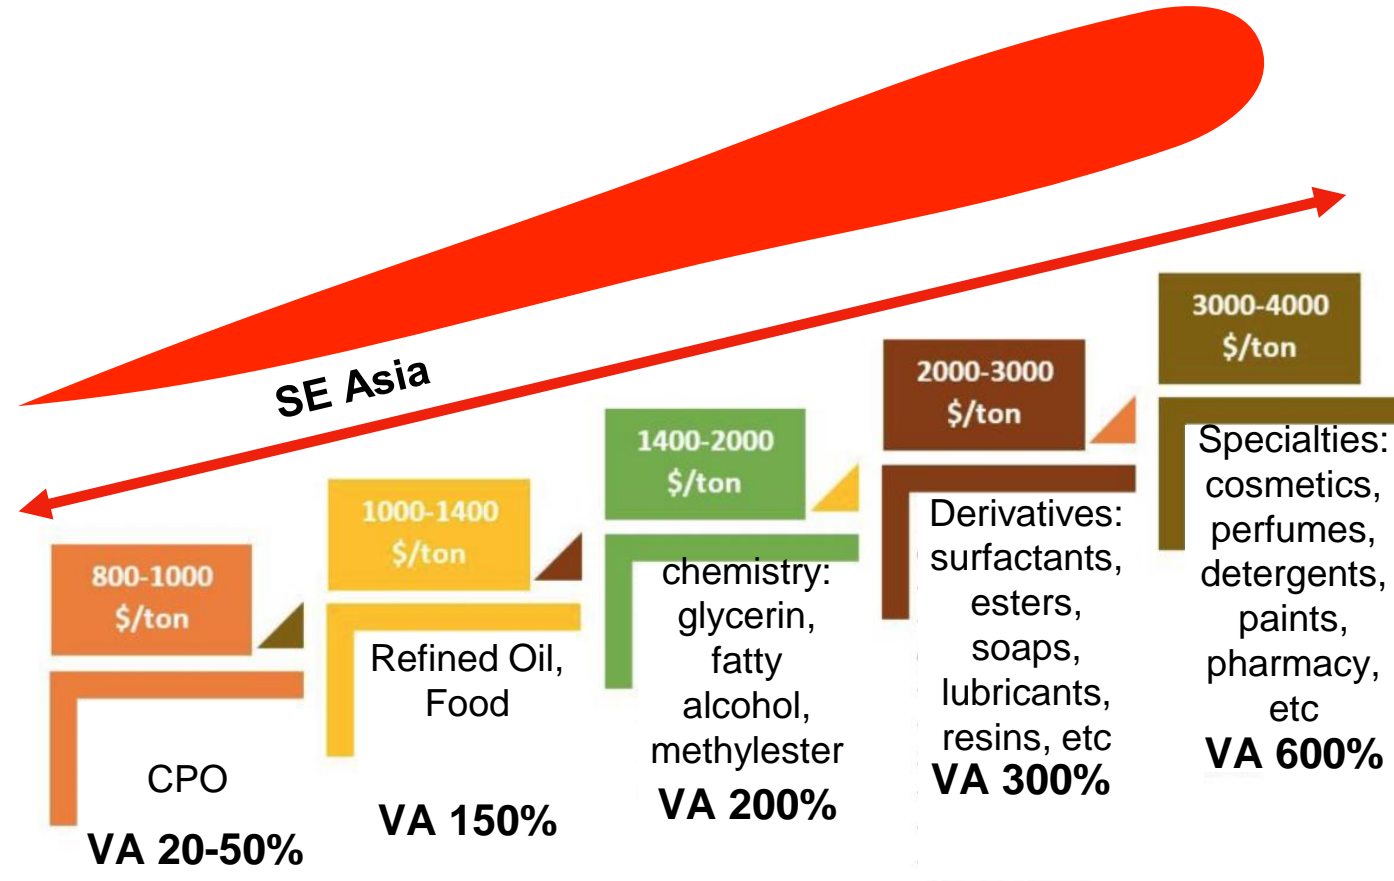 SE Asia
800-1000
$/ton
CPO
VA 20-50%
1000-1400
$/ton
Refined Oil,
Food
VA 150%
1400-2000
$/ton
chemistry:
glycerin,
fatty
alcohol,
methylester
VA 200%
2000-3000
$/ton
Derivatives:
surfactants,
esters,
soaps,
lubricants,
resins, etc
VA 300%
3000-4000
$/ton
Specialties:
cosmetics,
perfumes,
detergents,
paints,
pharmacy,
etc
VA 600%